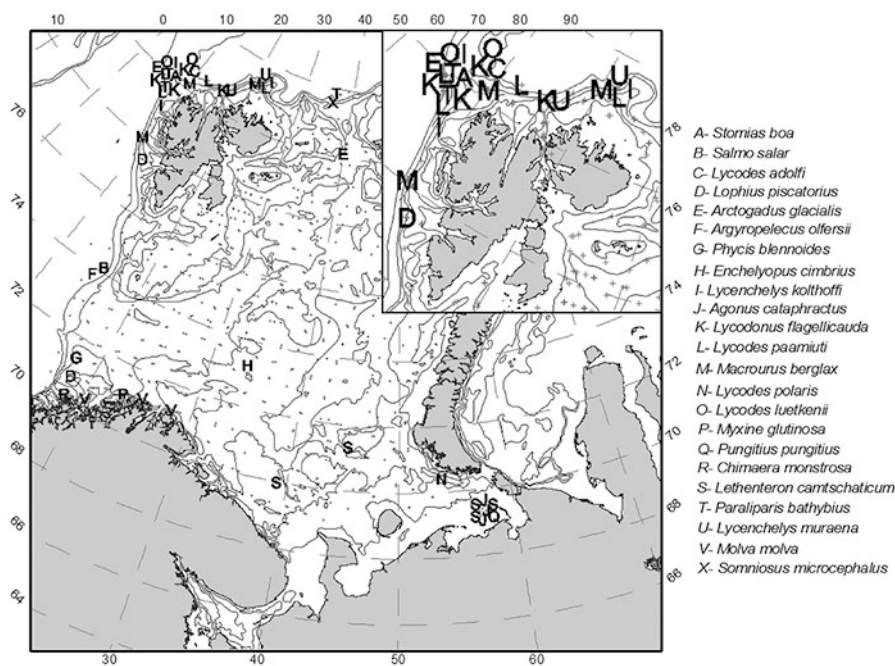 10 0 10 20 30 40 50 60 70 80 90
76
74
72
70
68
66
64
30 40 50 60
78
76
74
72
70
68
66
E O I O
U T A K C
K L T K M L K U M U L I
I
T
X
M
D
E
F B
G
D
R V P V V
H
S
S
N
S J S
S J Q
E O I O
U T A K C
K L T K M L K U M U L I
I
M
D
A- Stomias boa
B- Salmo salar
C- Lycodes adolfi
D- Lophius piscatorius
E- Arctogadus glacialis
F- Argyropelecus olfersii
G- Phycis blennoides
H- Enchelyopus cimbrius
I- Lycenchelys kolthoffi
J- Agonus cataphractus
K- Lycodonus flagellicauda
L- Lycodes paamiuti
M- Macrourus berglax
N- Lycodes polaris
O- Lycodes luetkenii
P- Myxine glutinosa
Q- Pungitius pungitius
R- Chimaera monstrosa
S- Lethenteron camtschaticum
T- Paraliparis bathybius
U- Lycenchelys muraena
V- Molva molva
X- Somniosus microcephalus